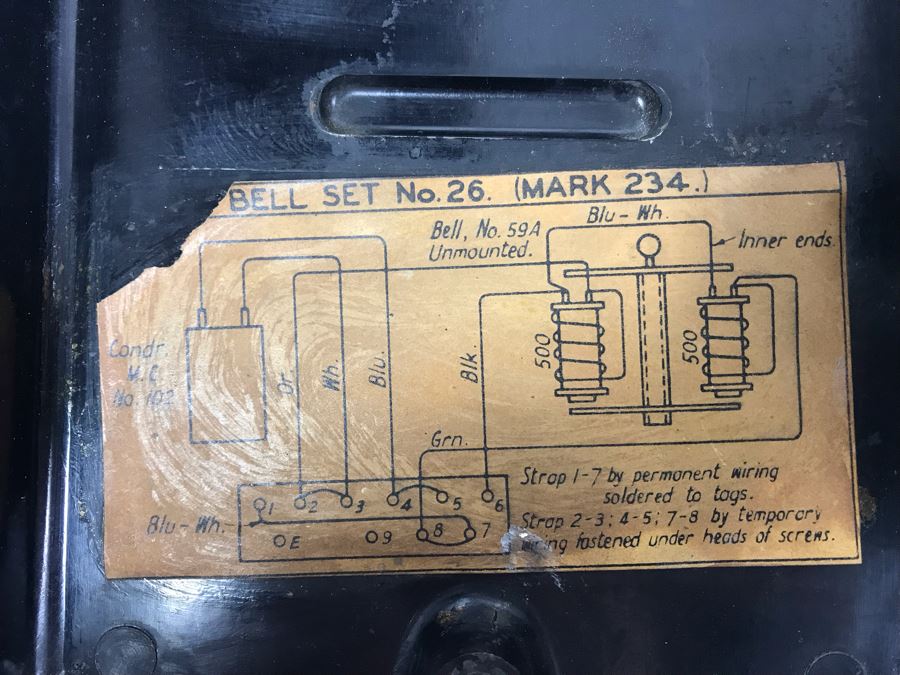 BELL SET No.26. (MARK 234.)
Blu-Wh.
Bell, No. 59A
Unmounted.
Inner ends.
Condr.
No. 102
Or.
Wh.
Blu.
Blk.
500
500
Grn.
Strap 1-7 by permanent wiring
soldered to tags.
Strap 2-3; 4-5; 7-8 by temporary
wiring fastened under heads of screws.
1 2 3 4 5 6
Blu-Wh.
E 9 8 7